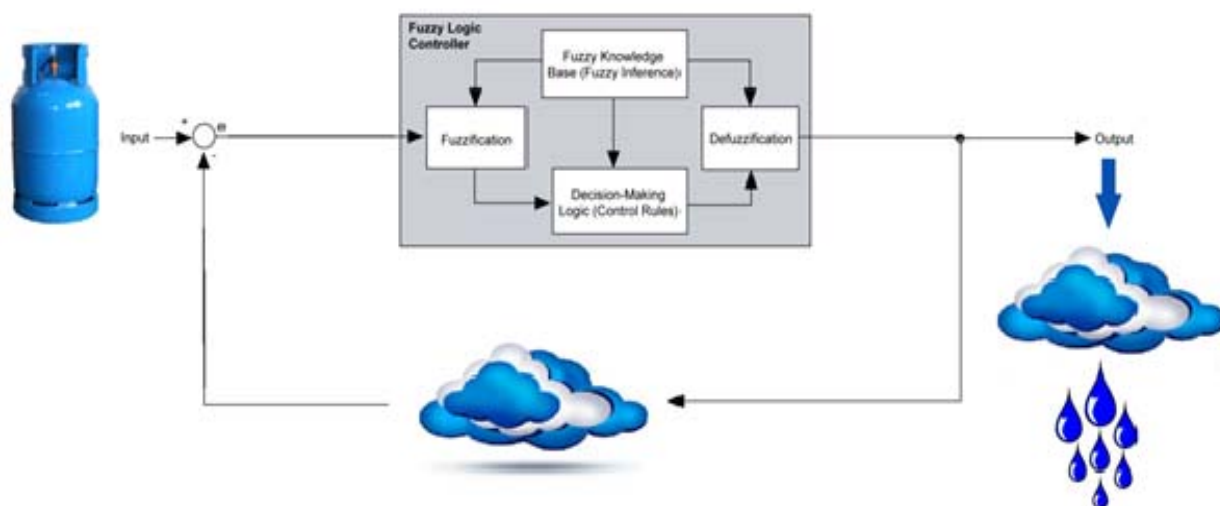 Fuzzy Logic
Controller
Fuzzy Knowledge
Base (Fuzzy Inference)
Input
+
e
-
Fuzzification
Defuzzification
Output
Decision-Making
Logic (Control Rules)